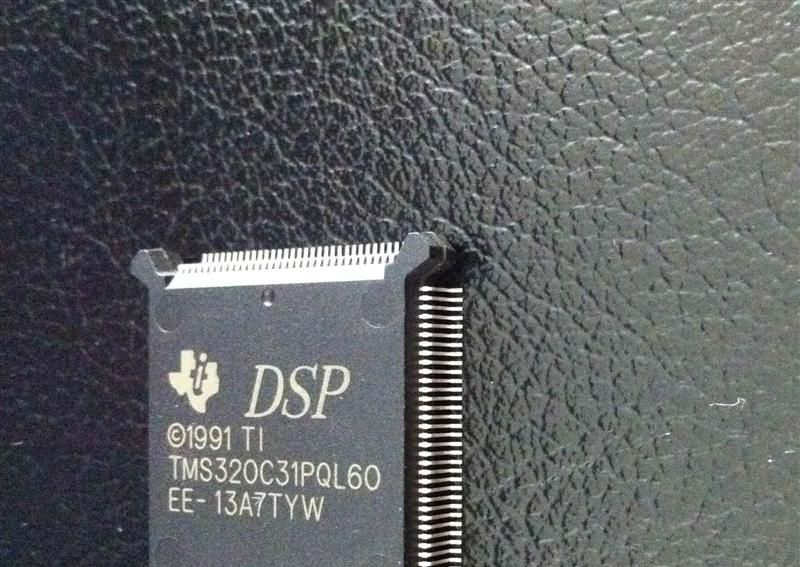 DSP
©1991 TI
TMS320C31PQL60
EE-13A7TYW